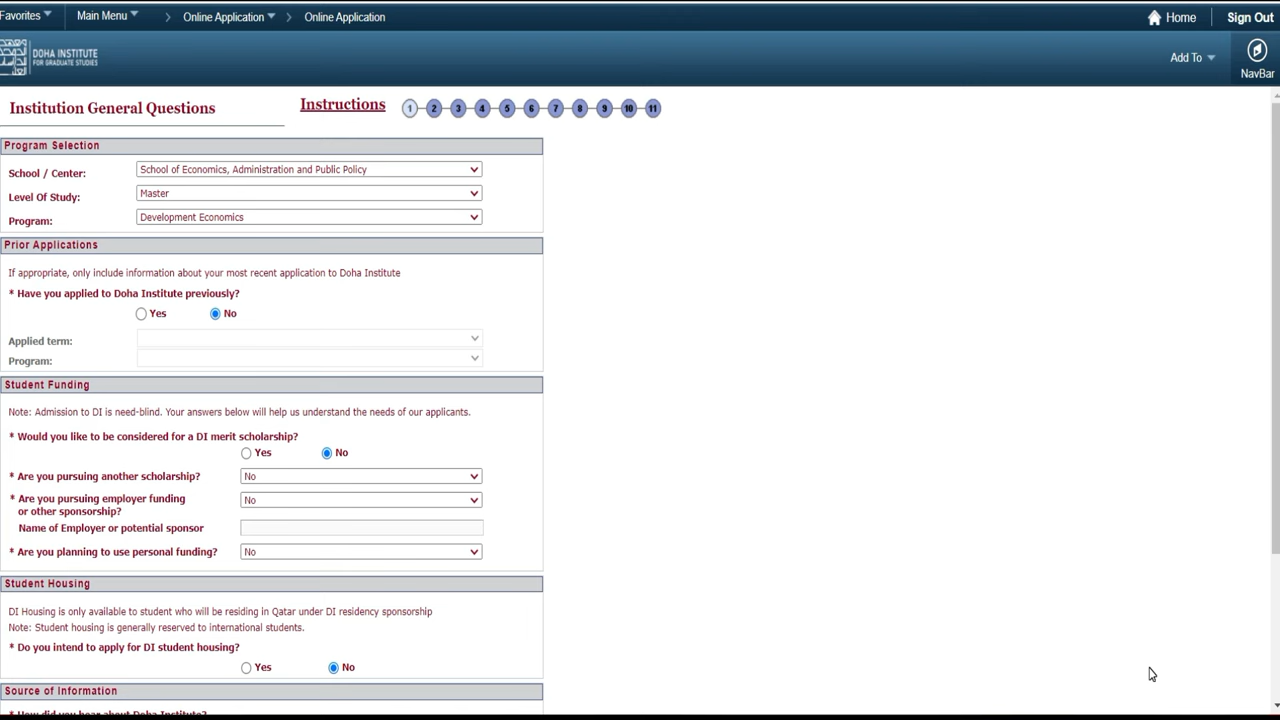 Favorites Main Menu Online Application Online Application Home Sign Out
DOHA INSTITUTE
FOR GRADUATE STUDIES
Add To
NavBar
Institution General Questions
Instructions 1 2 3 4 5 6 7 8 9 10 11
Program Selection
School / Center: School of Economics, Administration and Public Policy
Level Of Study: Master
Program: Development Economics
Prior Applications
If appropriate, only include information about your most recent application to Doha Institute
* Have you applied to Doha Institute previously?
Yes No
Applied term:
Program:
Student Funding
Note: Admission to DI is need-blind. Your answers below will help us understand the needs of our applicants.
* Would you like to be considered for a DI merit scholarship?
Yes No
* Are you pursuing another scholarship? No
* Are you pursuing employer funding
or other sponsorship? No
Name of Employer or potential sponsor
* Are you planning to use personal funding? No
Student Housing
DI Housing is only available to student who will be residing in Qatar under DI residency sponsorship
Note: Student housing is generally reserved to international students.
* Do you intend to apply for DI student housing?
Yes No
Source of Information
* How did you hear about Doha Institute?